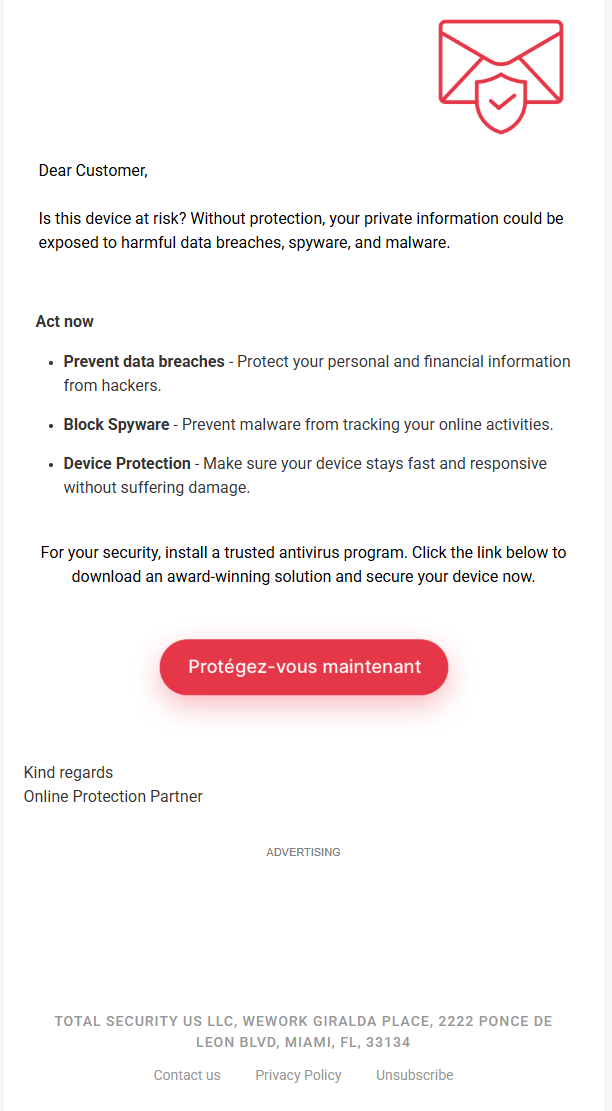 Dear Customer,
Is this device at risk? Without protection, your private information could be
exposed to harmful data breaches, spyware, and malware.
Act now
• Prevent data breaches - Protect your personal and financial information
from hackers.
• Block Spyware - Prevent malware from tracking your online activities.
• Device Protection - Make sure your device stays fast and responsive
without suffering damage.
For your security, install a trusted antivirus program. Click the link below to
download an award-winning solution and secure your device now.
Protégez-vous maintenant
Kind regards
Online Protection Partner
ADVERTISING
TOTAL SECURITY US LLC, WEWORK GIRALDA PLACE, 2222 PONCE DE
LEON BLVD, MIAMI, FL, 33134
Contact us Privacy Policy Unsubscribe